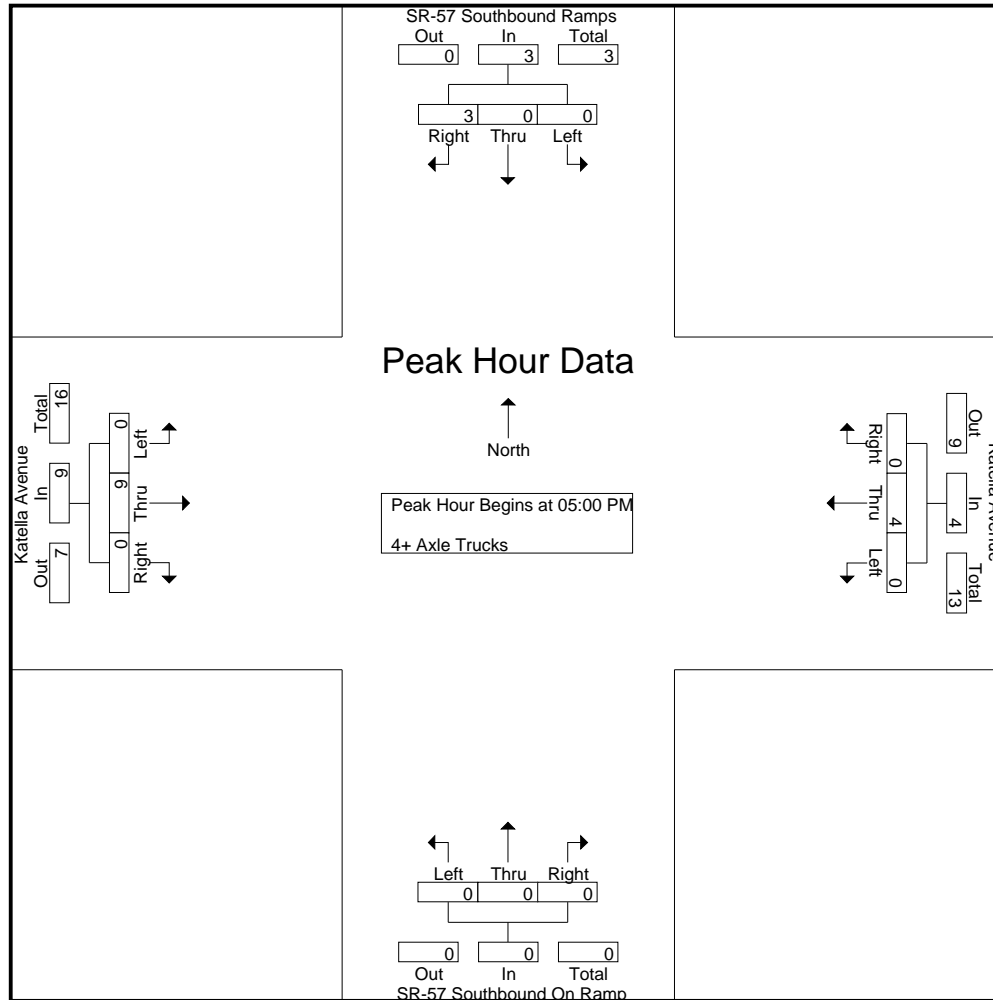 SR-57 Southbound Ramps
Out In Total
0 3 3
3 0 0
Right Thru Left
Peak Hour Data
North
Peak Hour Begins at 05:00 PM
4+ Axle Trucks
Katella Avenue
Out In Total
7 9 16
Right Thru Left
0 9 0
Right Thru Left
0 4 0
Out In Total
9 4 13
Katella Avenue
Left Thru Right
0 0 0
0 0 0
Out In Total
SR-57 Southbound On Ramp